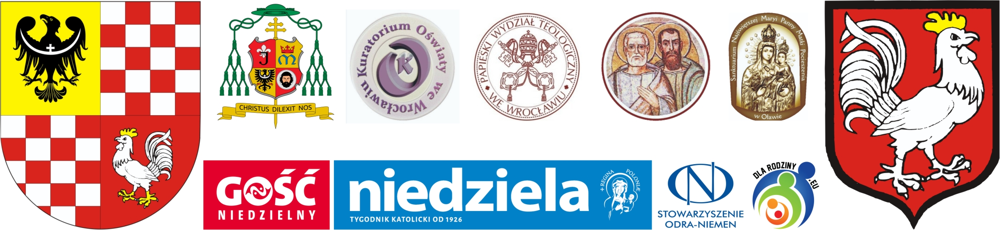 J
M
CHRISTUS DILEXIT NOS
Kuratorium Oświaty we Wrocławiu
K
PAPIESKI WYDZIAŁ TEOLOGICZNY
WE WROCŁAWIU
Sanktuarium Najświętszej Maryi Panny Matki Pocieszenia
w Oławie
GOŚĆ
NIEDZIELNY
niedziela
TYGODNIK KATOLICKI OD 1926
REGINA POLONIÆ
N
STOWARZYSZENIE
ODRA-NIEMEN
DLA RODZINY.EU